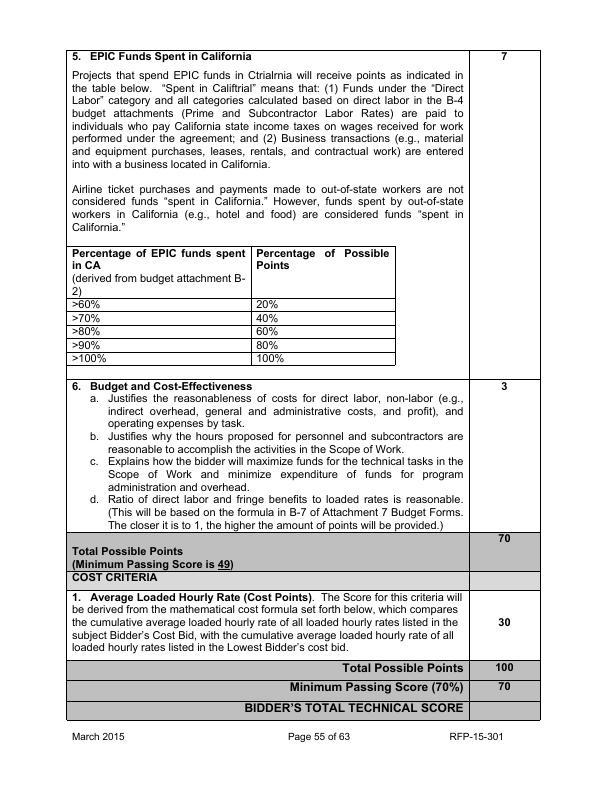 5. EPIC Funds Spent in California
7
Projects that spend EPIC funds in Ctrialrnia will receive points as indicated
in the table below. “Spent in Califtrial” means that: (1) Funds under the “Direct
Labor” category and all categories calculated based on direct labor in the B-4
budget attachments (Prime and Subcontractor Labor Rates) are paid to
individuals who pay California state income taxes on wages received for work
performed under the agreement; and (2) Business transactions (e.g., material
and equipment purchases, leases, rentals, and contractual work) are entered
into with a business located in California.
Airline ticket purchases and payments made to out-of-state workers are not
considered funds “spent in California.” However, funds spent by out-of-state
workers in California (e.g., hotel and food) are considered funds “spent in
California.”
Percentage of EPIC funds spent
in CA
(derived from budget attachment B-
2)
Percentage of Possible
Points
>60% 20%
>70% 40%
>80% 60%
>90% 80%
>100% 100%
6. Budget and Cost-Effectiveness
3
a. Justifies the reasonableness of costs for direct labor, non-labor (e.g.,
indirect overhead, general and administrative costs, and profit), and
operating expenses by task.
b. Justifies why the hours proposed for personnel and subcontractors are
reasonable to accomplish the activities in the Scope of Work.
c. Explains how the bidder will maximize funds for the technical tasks in the
Scope of Work and minimize expenditure of funds for program
administration and overhead.
d. Ratio of direct labor and fringe benefits to loaded rates is reasonable.
(This will be based on the formula in B-7 of Attachment 7 Budget Forms.
The closer it is to 1, the higher the amount of points will be provided.)
70
Total Possible Points
(Minimum Passing Score is 49)
COST CRITERIA
1. Average Loaded Hourly Rate (Cost Points). The Score for this criteria will
be derived from the mathematical cost formula set forth below, which compares
the cumulative average loaded hourly rate of all loaded hourly rates listed in the
subject Bidder’s Cost Bid, with the cumulative average loaded hourly rate of all
loaded hourly rates listed in the Lowest Bidder’s cost bid.
30
Total Possible Points 100
Minimum Passing Score (70%) 70
BIDDER’S TOTAL TECHNICAL SCORE
March 2015 Page 55 of 63 RFP-15-301